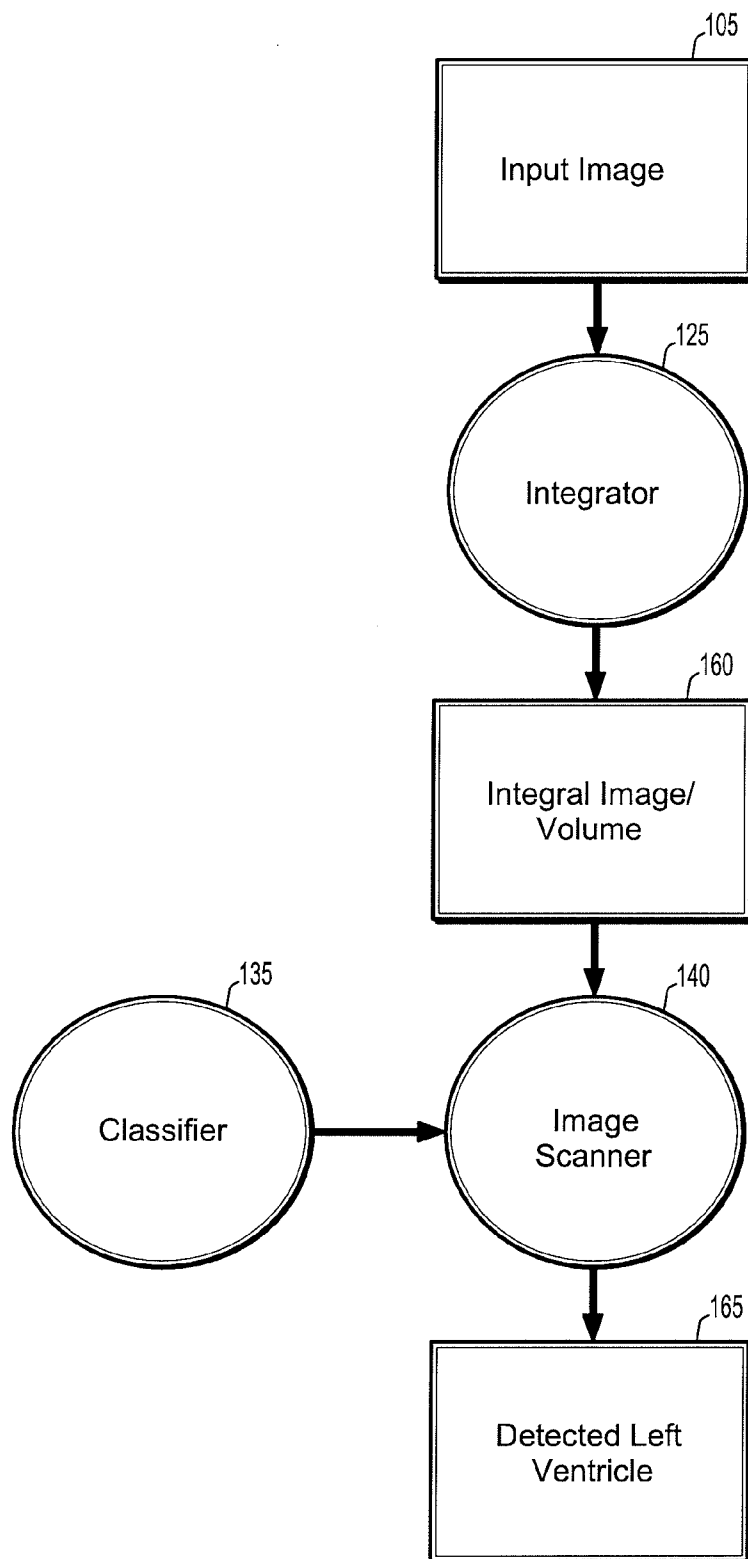 105
Input Image
125
Integrator
160
Integral Image/
Volume
135
Classifier
140
Image
Scanner
165
Detected Left
Ventricle